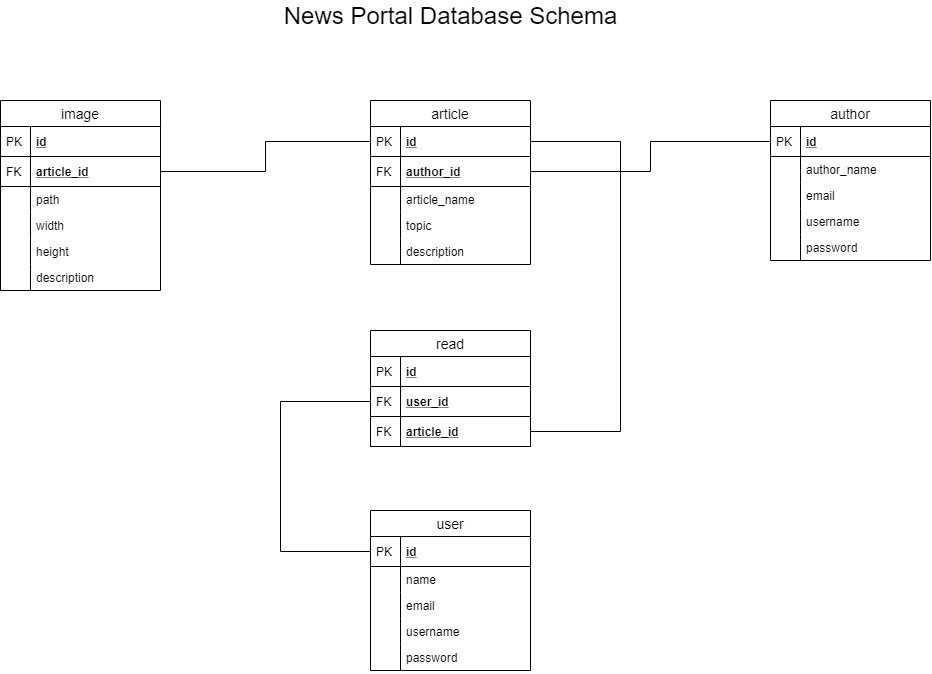 News Portal Database Schema
image
PK id
FK article_id
path
width
height
description
article
PK id
FK author_id
article_name
topic
description
author
PK id
author_name
email
username
password
read
PK id
FK user_id
FK article_id
user
PK id
name
email
username
password